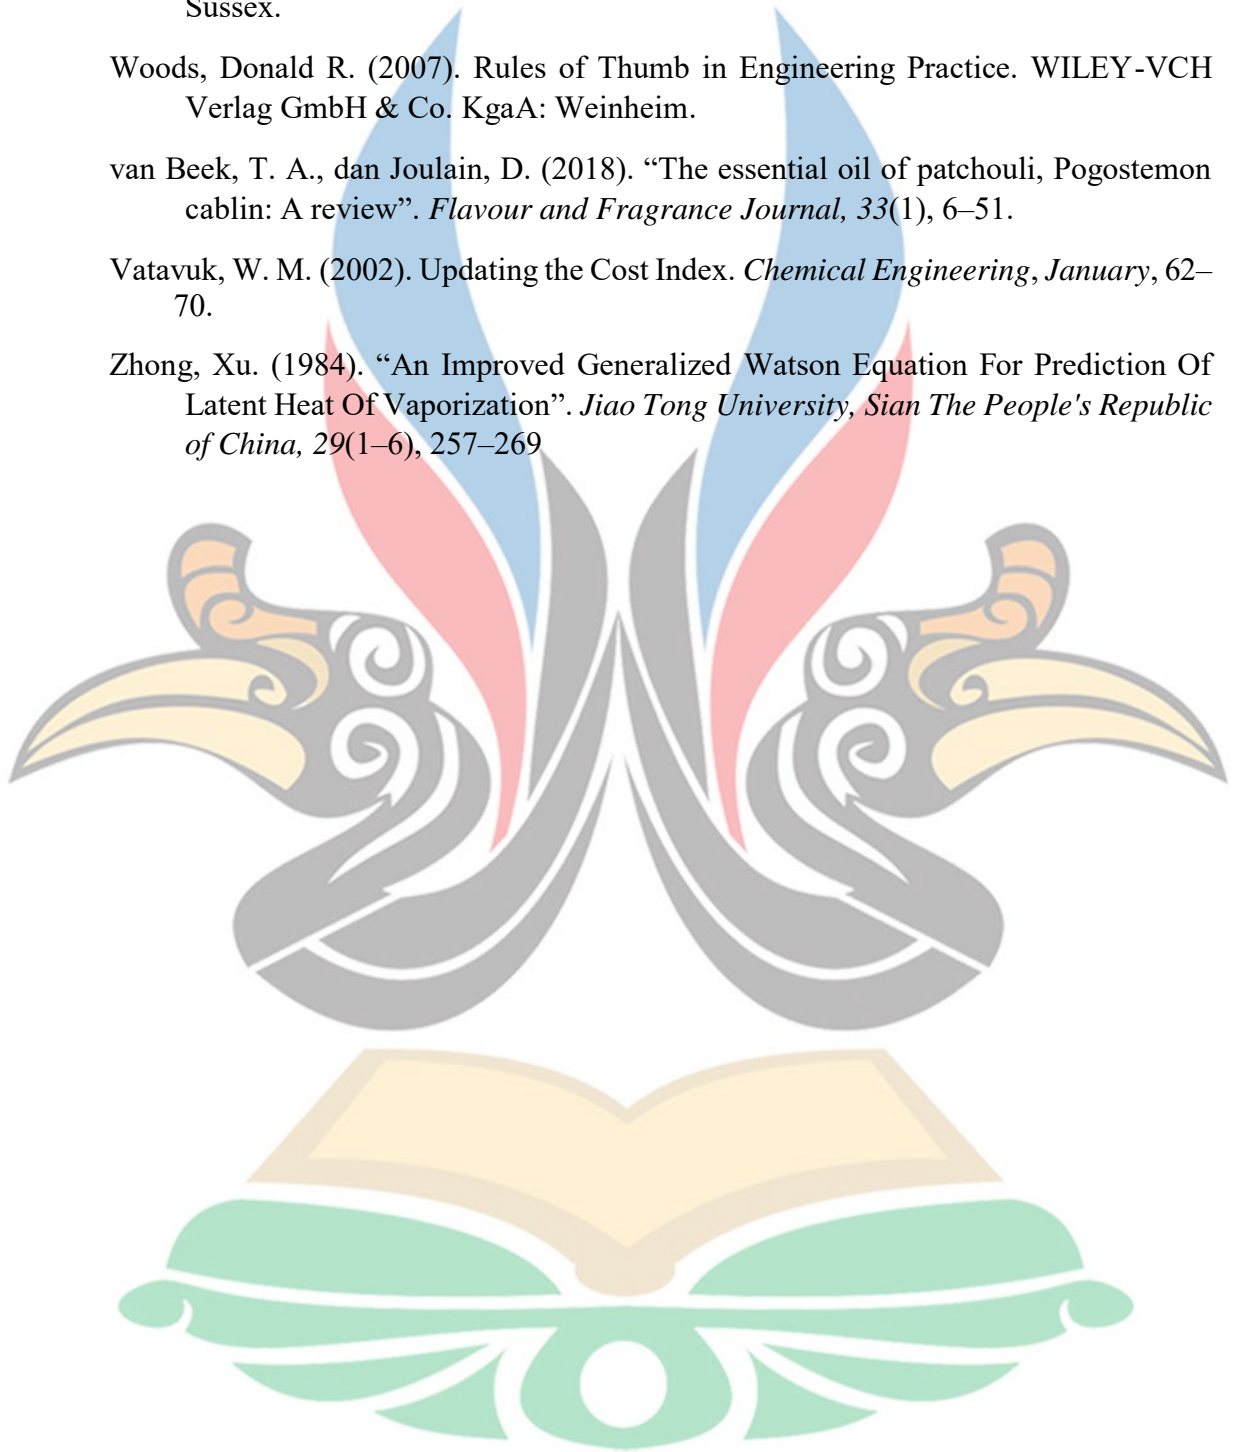 Sussex.
Woods, Donald R. (2007). Rules of Thumb in Engineering Practice. WILEY-VCH
Verlag GmbH & Co. KgaA: Weinheim.
van Beek, T. A., dan Joulain, D. (2018). “The essential oil of patchouli, Pogostemon
cablin: A review”. Flavour and Fragrance Journal, 33(1), 6–51.
Vatavuk, W. M. (2002). Updating the Cost Index. Chemical Engineering, January, 62–
70.
Zhong, Xu. (1984). “An Improved Generalized Watson Equation For Prediction Of
Latent Heat Of Vaporization”. Jiao Tong University, Sian The People's Republic
of China, 29(1–6), 257–269